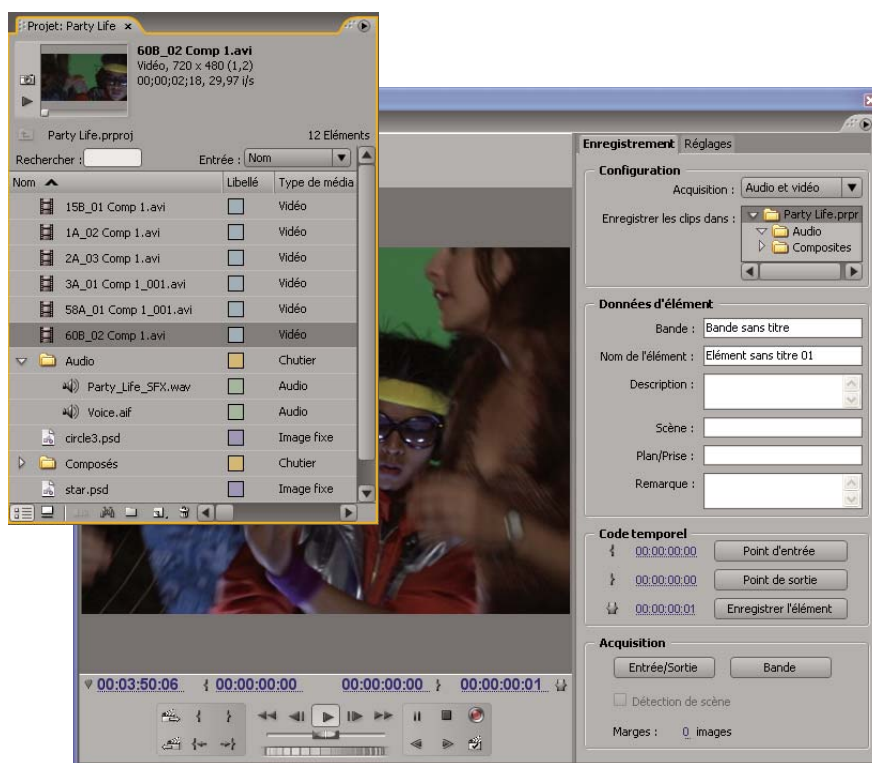 Projet: Party Life ×
60B_02 Comp 1.avi
Vidéo, 720 x 480 (1,2)
00;00;02;18, 29,97 i/s
Party Life.prproj
12 Eléments
Rechercher :
Entrée : Nom
Nom Libellé Type de média
15B_01 Comp 1.avi Vidéo
1A_02 Comp 1.avi Vidéo
2A_03 Comp 1.avi Vidéo
3A_01 Comp 1_001.avi Vidéo
58A_01 Comp 1_001.avi Vidéo
60B_02 Comp 1.avi Vidéo
Audio Chutier
Party_Life_SFX.wav Audio
Voice.aif Audio
circle3.psd Image fixe
Composés Chutier
star.psd Image fixe
Enregistrement Réglages
Configuration
Acquisition : Audio et vidéo
Enregistrer les clips dans : Party Life.prpr
Audio
Composites
Données d'élément
Bande : Bande sans titre
Nom de l'élément : Elément sans titre 01
Description :
Scène :
Plan/Prise :
Remarque :
Code temporel
00:00:00:00 Point d'entrée
00:00:00:00 Point de sortie
00:00:00:01 Enregistrer l'élément
Acquisition
Entrée/Sortie Bande
Détection de scène
Marges : 0 images
00:03:50:06 { 00:00:00:00 00:00:00:00 } 00:00:00:01